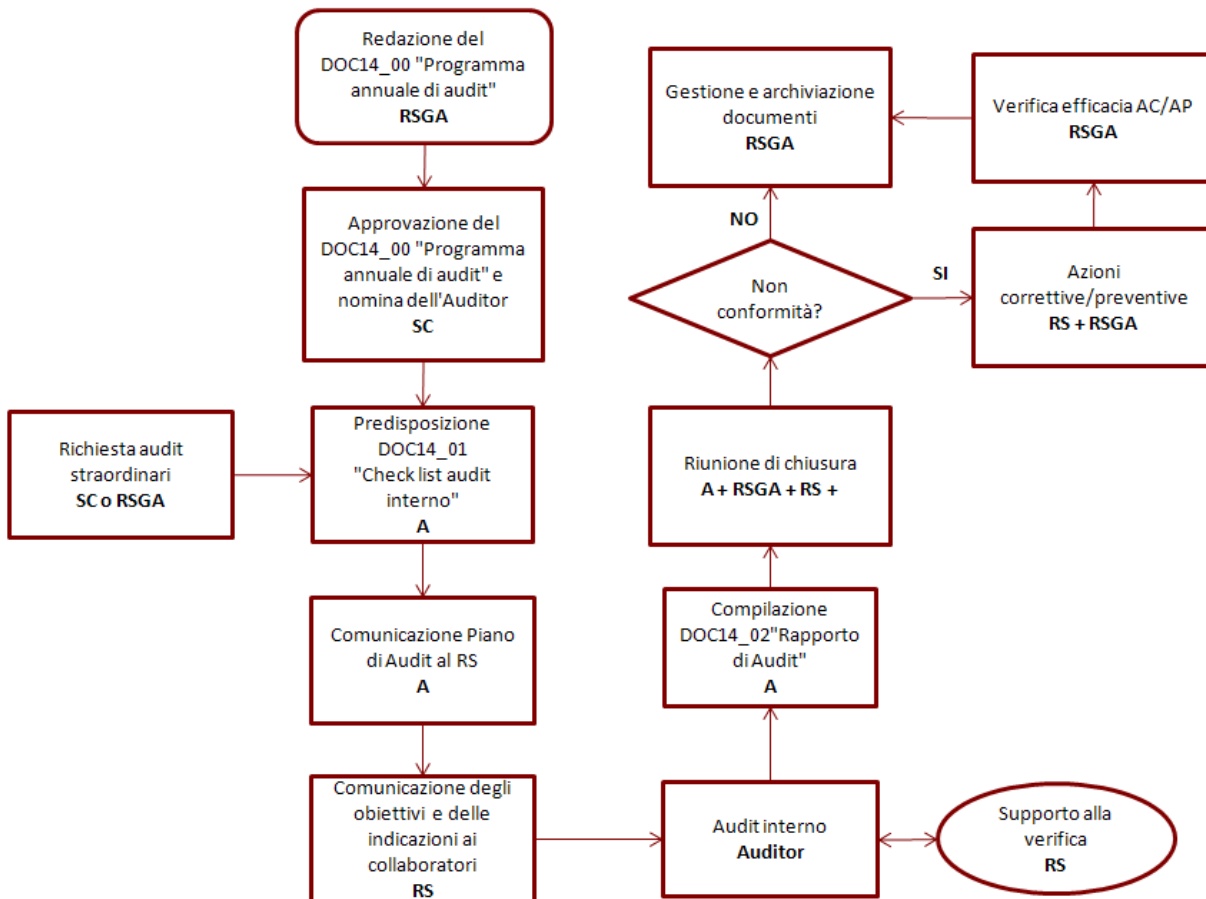 Redazione del
DOC14_00 "Programma
annuale di audit"
RSGA
Approvazione del
DOC14_00 "Programma
annuale di audit" e
nomina dell'Auditor
SC
Richiesta audit
straordinari
SC o RSGA
Predisposizione
DOC14_01
"Check list audit
interno"
A
Comunicazione Piano
di Audit al RS
A
Comunicazione degli
obiettivi e delle
indicazioni ai
collaboratori
RS
Audit interno
Auditor
Supporto alla
verifica
RS
Compilazione
DOC14_02"Rapporto
di Audit"
A
Riunione di chiusura
A + RSGA + RS +
Non
conformità?
NO
SI
Azioni
correttive/preventive
RS + RSGA
Verifica efficacia AC/AP
RSGA
Gestione e archiviazione
documenti
RSGA